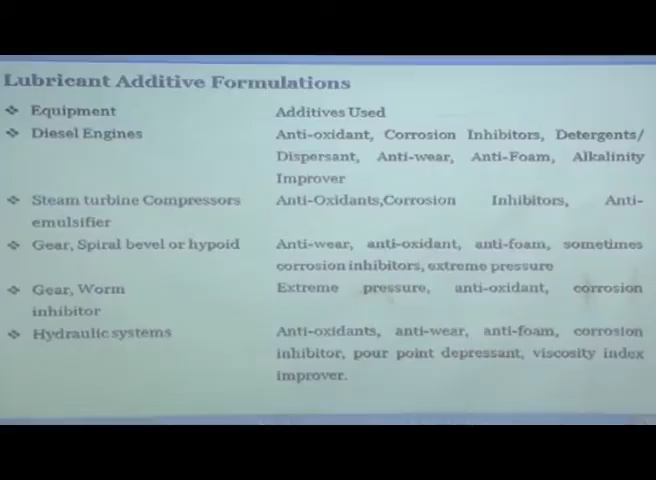 Lubricant Additive Formulations
❖ Equipment Additives Used
❖ Diesel Engines Anti-oxidant, Corrosion Inhibitors, Detergents/
Dispersant, Anti-wear, Anti-Foam, Alkalinity
Improver
❖ Steam turbine Compressors Anti-Oxidants,Corrosion Inhibitors, Anti-
emulsifier
❖ Gear, Spiral bevel or hypoid Anti-wear, anti-oxidant, anti-foam, sometimes
corrosion inhibitors, extreme pressure
❖ Gear, Worm Extreme pressure, anti-oxidant, corrosion
inhibitor
❖ Hydraulic systems Anti-oxidants, anti-wear, anti-foam, corrosion
inhibitor, pour point depressant, viscosity index
improver.